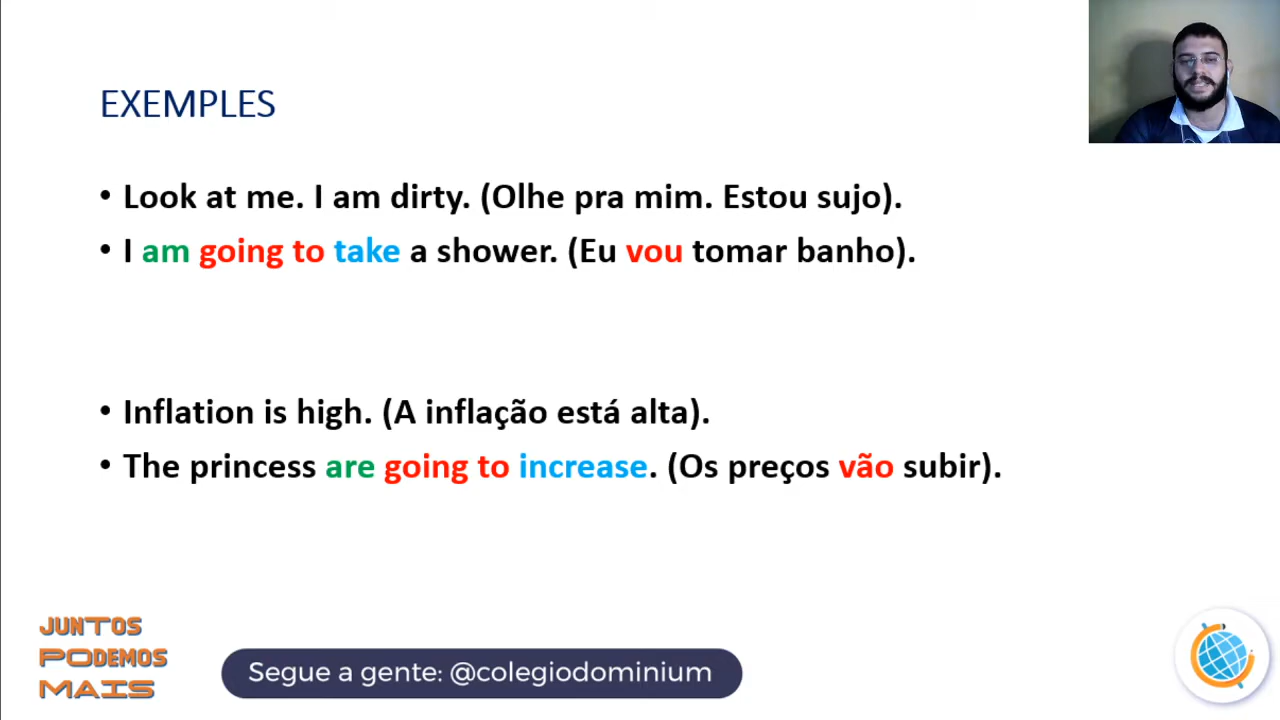 EXEMPLES
• Look at me. I am dirty. (Olhe pra mim. Estou sujo).
• I am going to take a shower. (Eu vou tomar banho).
• Inflation is high. (A inflação está alta).
• The princess are going to increase. (Os preços vão subir).
JUNTOS
PODEMOS
MAIS
Segue a gente: @colegiodominium